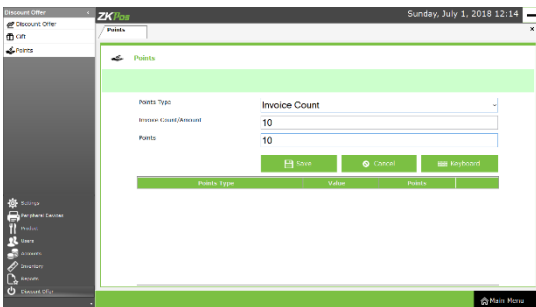 Discount Offer
Discount Offer
Gift
Points
ZKPos
Sunday, July 1, 2018 12:14
Points
x
Points
Points Type
Invoice Count
Invoice Count/Amount
10
Points
10
Save
Cancel
Keyboard
Points Type
Value
Points
Settings
Peripheral Devices
Product
Users
Accounts
Inventory
Reports
Discount Offer
Main Menu